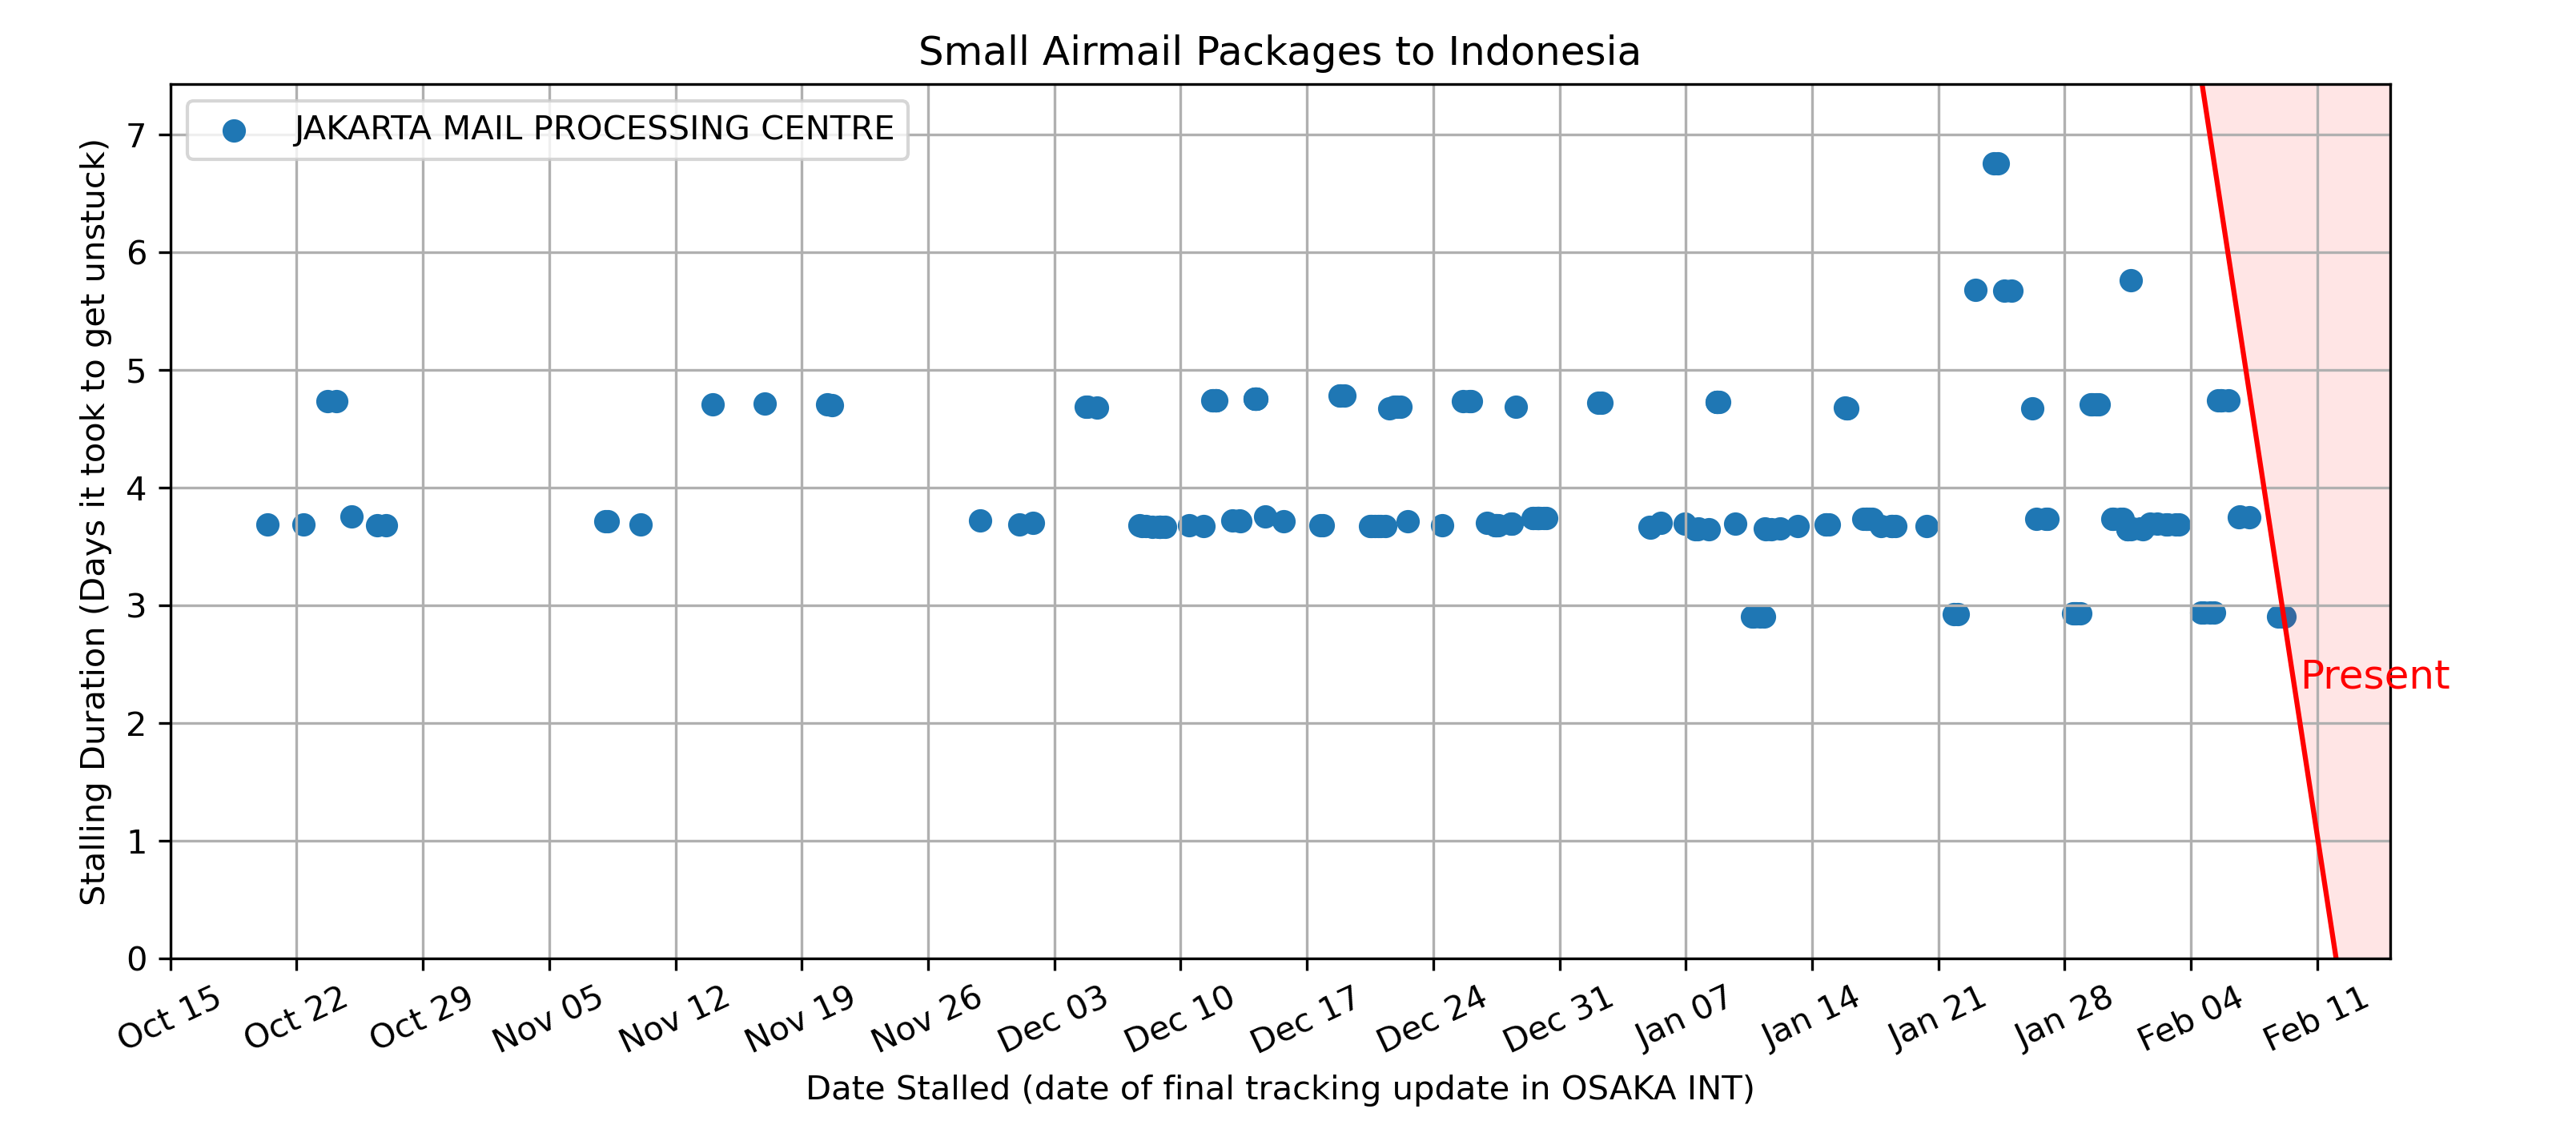 Small Airmail Packages to Indonesia
JAKARTA MAIL PROCESSING CENTRE
Stalling Duration (Days it took to get unstuck)
7
6
5
4
3
2
1
0
Present
Oct 15
Oct 22
Oct 29
Nov 05
Nov 12
Nov 19
Nov 26
Dec 03
Dec 10
Dec 17
Dec 24
Dec 31
Jan 07
Jan 14
Jan 21
Jan 28
Feb 04
Feb 11
Date Stalled (date of final tracking update in OSAKA INT)